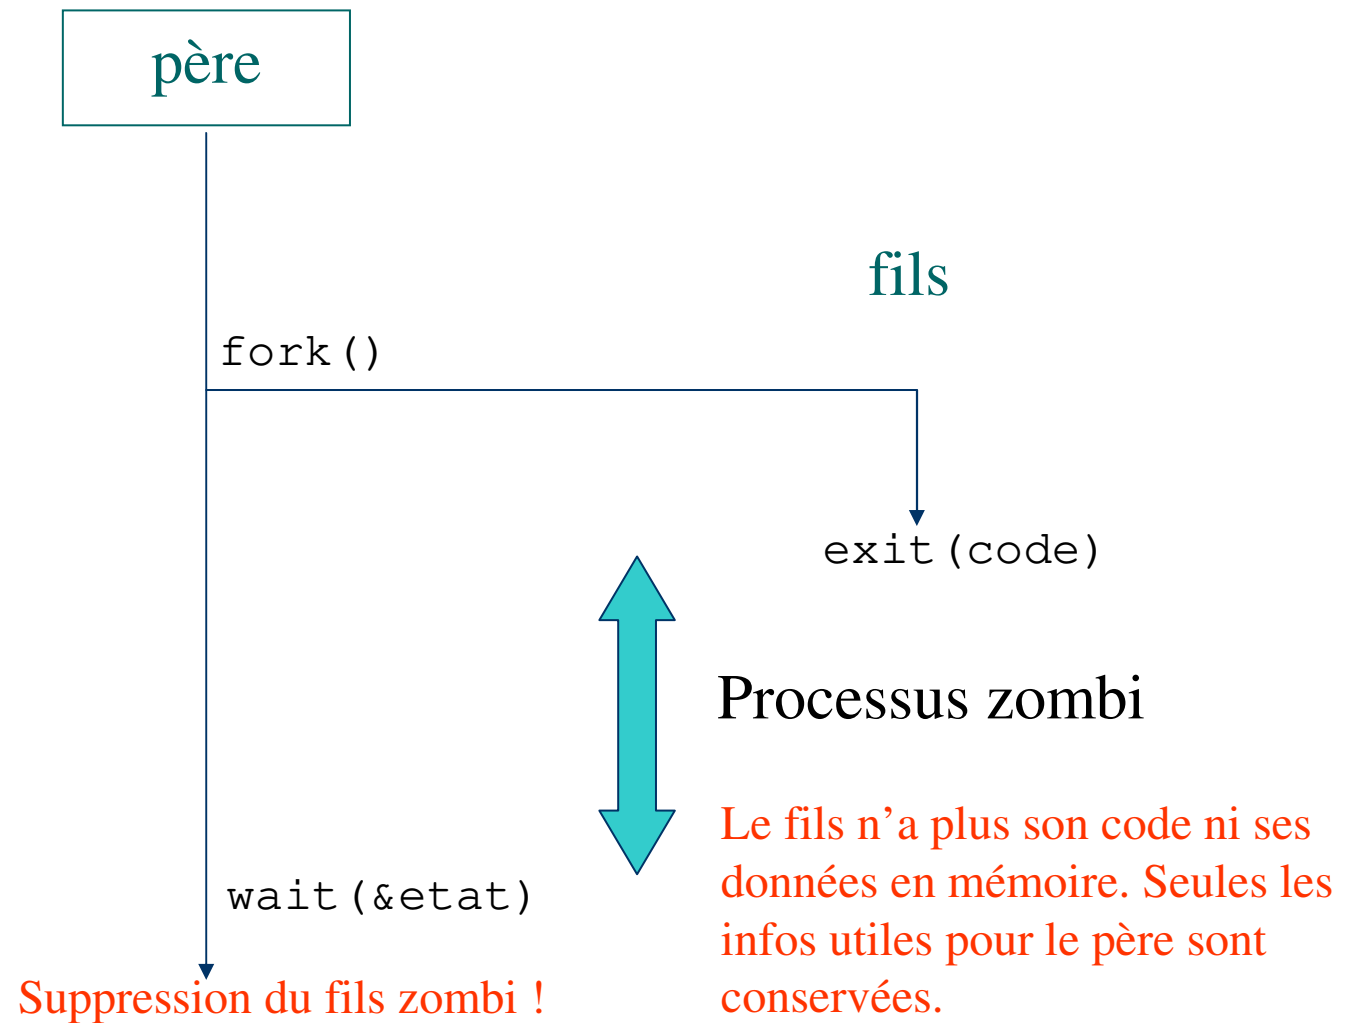 père
fils
fork()
exit(code)
Processus zombi
Le fils n’a plus son code ni ses
données en mémoire. Seules les
infos utiles pour le père sont
conservées.
wait(&etat)
Suppression du fils zombi !